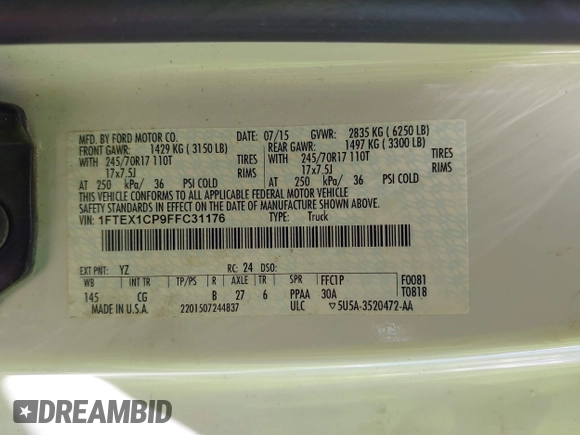 MFD. BY FORD MOTOR CO. DATE: 07/15 GVWR: 2835 KG ( 6250 LB)
FRONT GAWR: 1429 KG ( 3150 LB) REAR GAWR: 1497 KG ( 3300 LB)
WITH 245/70R17 110T TIRES WITH 245/70R17 110T TIRES
17x7.5J RIMS 17x7.5J RIMS
AT 250 kPa/ 36 PSI COLD AT 250 kPa/ 36 PSI COLD
THIS VEHICLE CONFORMS TO ALL APPLICABLE FEDERAL MOTOR VEHICLE
SAFETY STANDARDS IN EFFECT ON THE DATE OF MANUFACTURE SHOWN ABOVE.
VIN: 1FTEX1CP9FFC31176 TYPE: Truck
EXT PNT: YZ RC: 24 DSO:
WB INT TR TP/PS R AXLE TR SPR FFC1P F0081
145 CG B 27 6 PPAA 30A T0818
MADE IN U.S.A. 2201507244837 ULC ▽5U5A-3520472-AA
DREAMBID